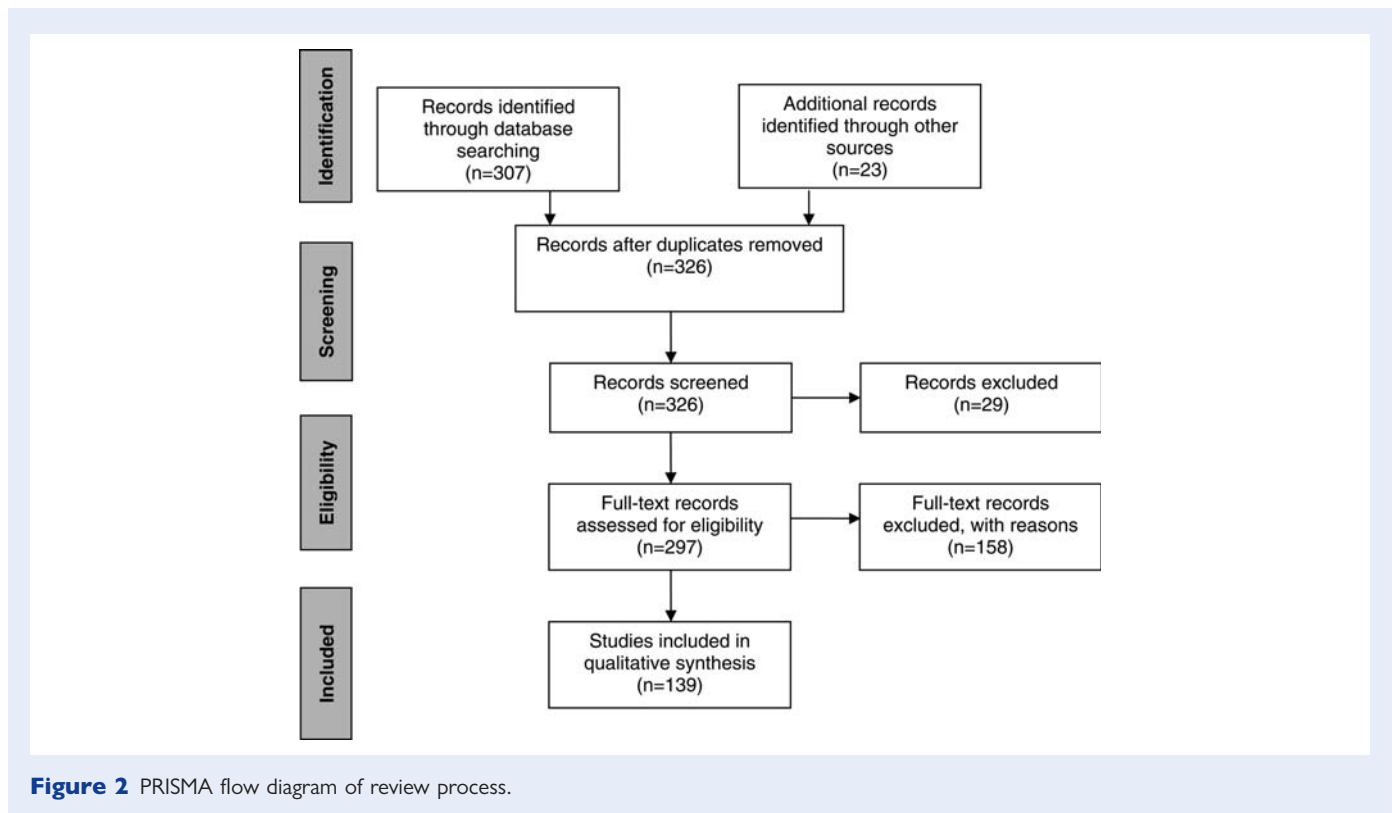 Identification
Records identified
through database
searching
(n=307)
Additional records
identified through other
sources
(n=23)
Screening
Records after duplicates removed
(n=326)
Records screened
(n=326)
Records excluded
(n=29)
Eligibility
Full-text records
assessed for eligibility
(n=297)
Full-text records
excluded, with reasons
(n=158)
Included
Studies included in
qualitative synthesis
(n=139)
Figure 2 PRISMA flow diagram of review process.